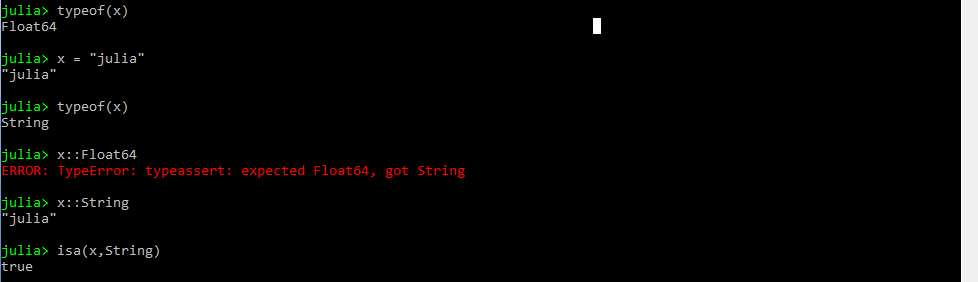 julia> typeof(x)
Float64
julia> x = "julia"
"julia"
julia> typeof(x)
String
julia> x::Float64
ERROR: TypeError: typeassert: expected Float64, got String
julia> x::String
"julia"
julia> isa(x,String)
true